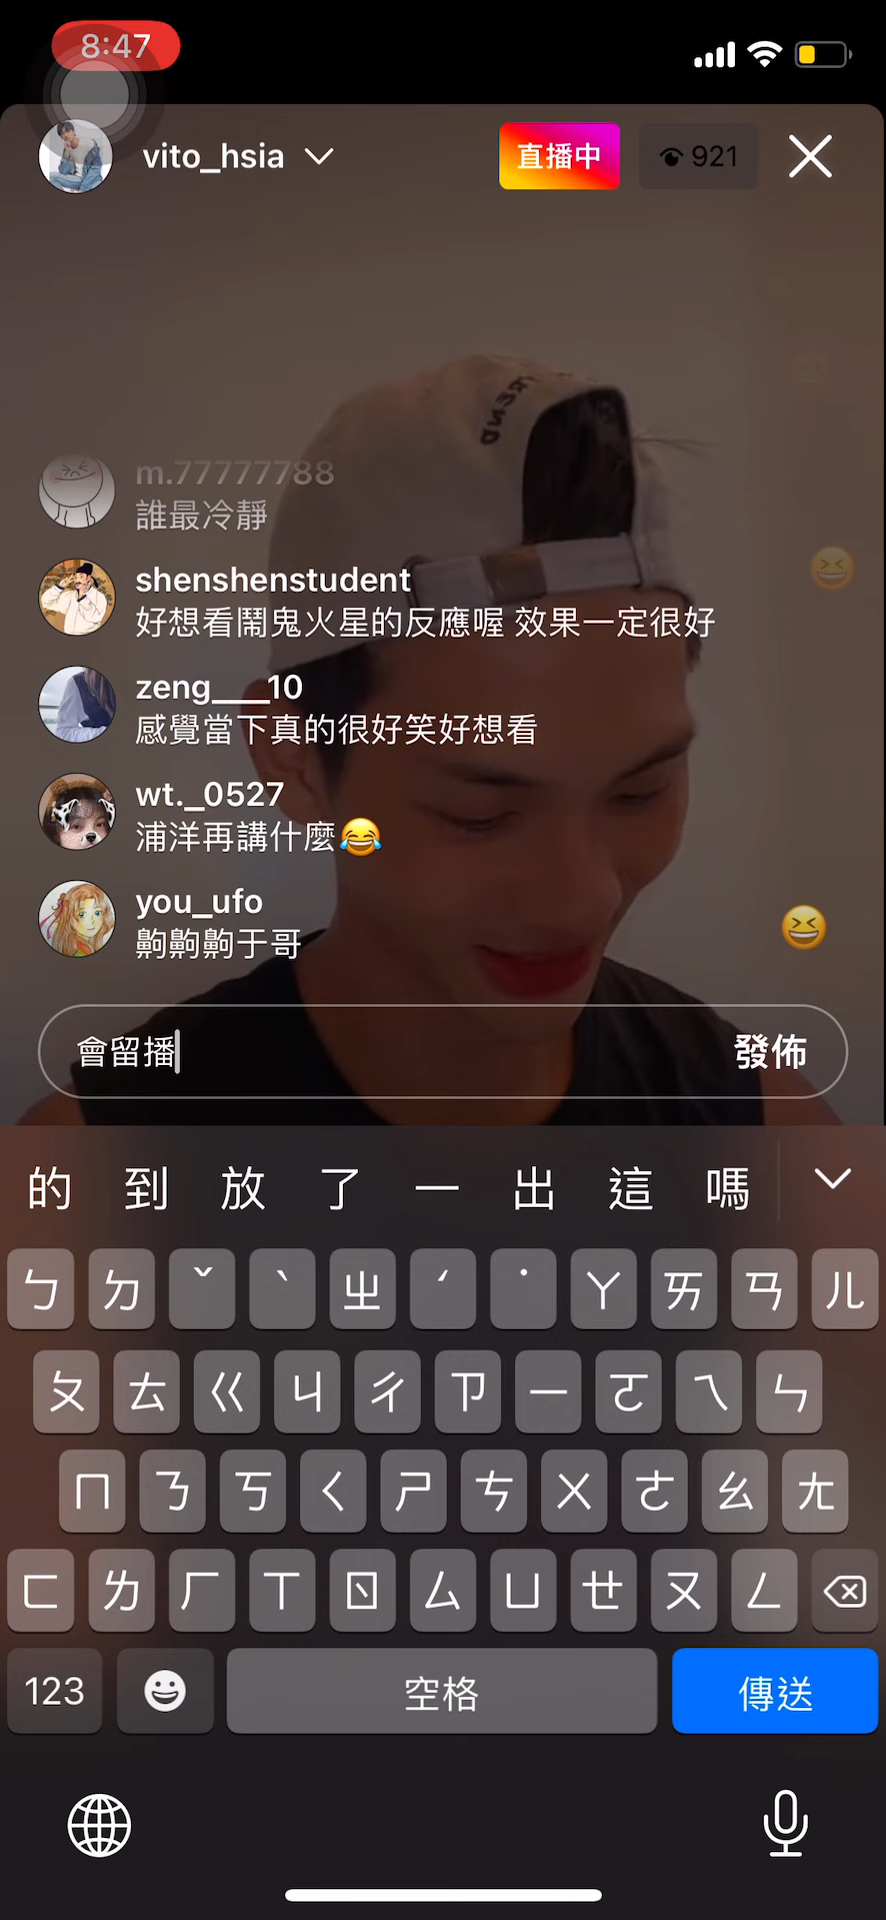 8:47
vito_hsia
直播中
921
TREND
m.77777788
誰最冷靜
shenshenstudent
好想看鬧鬼火星的反應喔 效果一定很好
zeng___10
感覺當下真的很好笑好想看
wt._0527
浦洋再講什麼😂
you_ufo
齁齁齁于哥
會留播
發佈
的 到 放 了 一 出 這 嗎
ㄅ ㄉ ˇ ˋ ㄓ ˊ ˙ ㄚ ㄞ ㄢ ㄦ
ㄆ ㄊ ㄍ ㄐ ㄔ ㄗ ㄧ ㄛ ㄟ ㄣ
ㄇ ㄋ ㄎ ㄑ ㄕ ㄘ ㄨ ㄜ ㄠ ㄤ
ㄈ ㄌ ㄏ ㄒ ㄖ ㄙ ㄩ ㄝ ㄡ ㄥ
123 空格 傳送